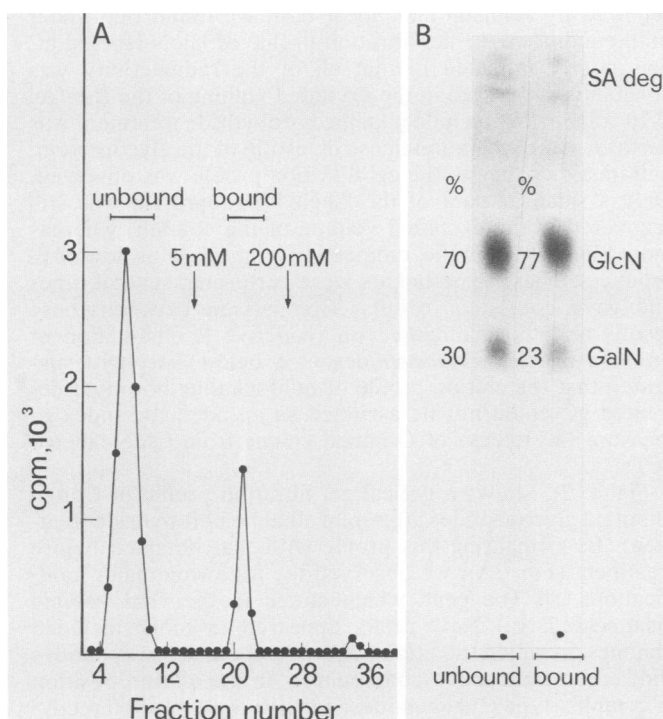 A
unbound
bound
5mM
200mM
3
2
1
cpm,10³
4
12
20
28
36
Fraction number
B
SA deg
%
%
70
77
GlcN
30
23
GalN
unbound
bound